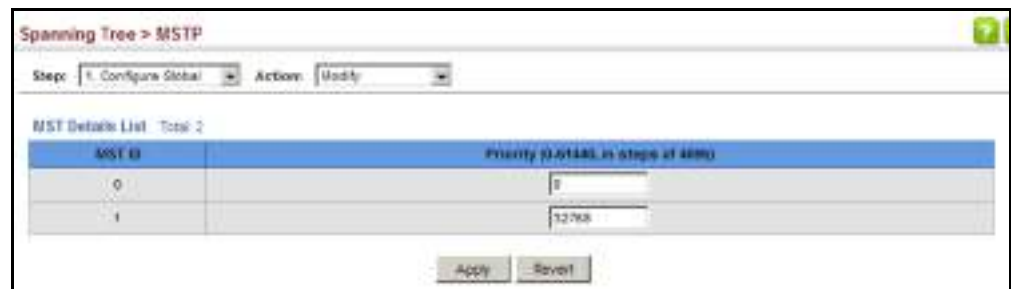 Spanning Tree > MSTP
Step: 1. Configure Global Action: Modify
MST Details List Total: 2
MST ID Priority (0-61440, in steps of 4096)
0 0
1 32768
Apply Revert